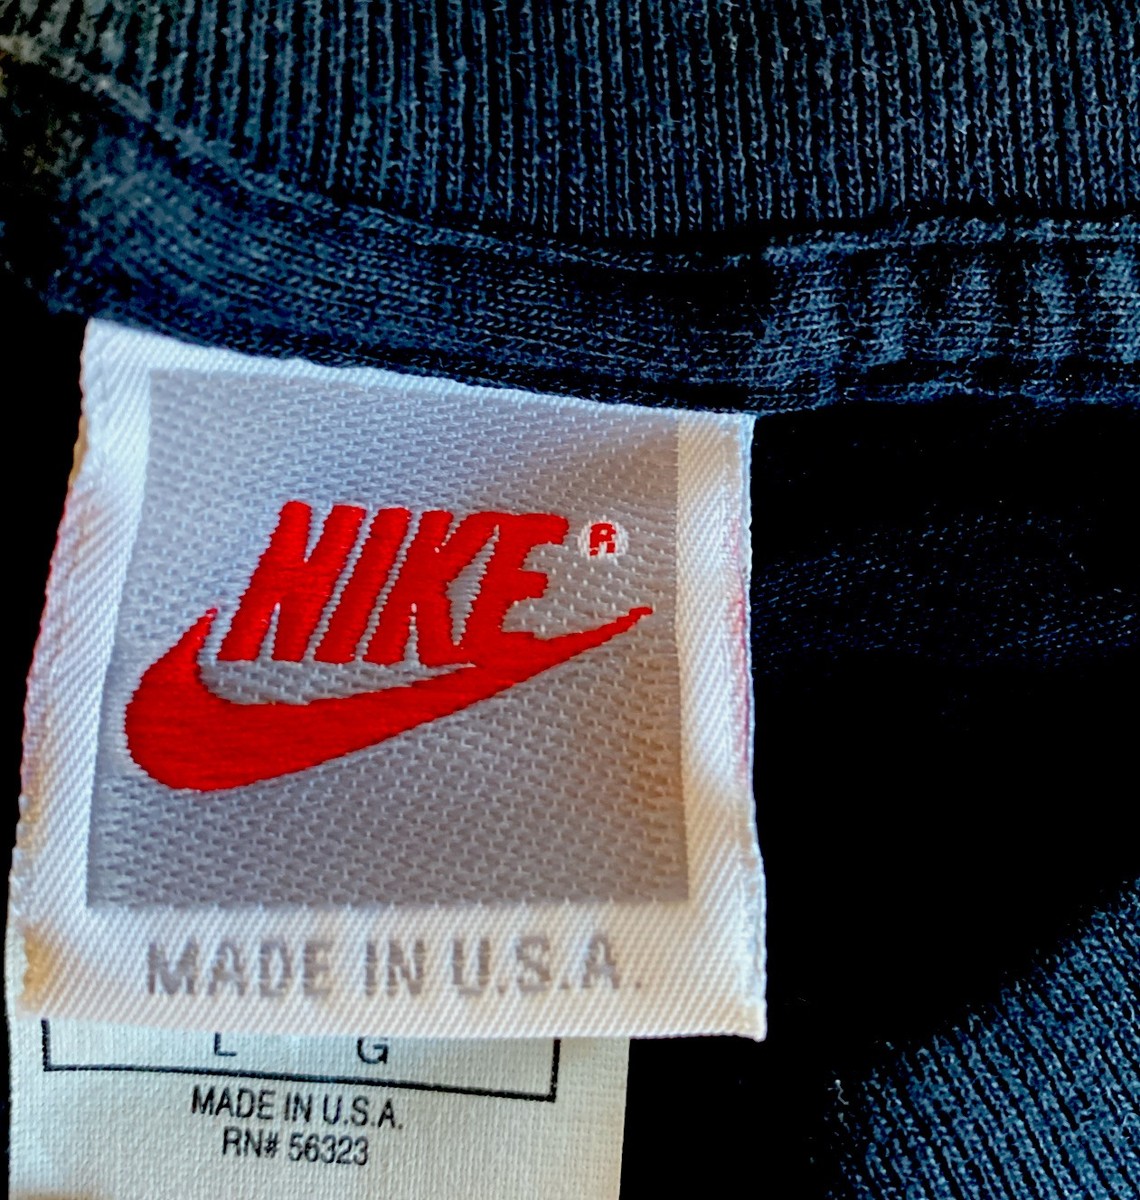 NIKE®
MADE IN U.S.A.
L G
MADE IN U.S.A.
RN# 56323